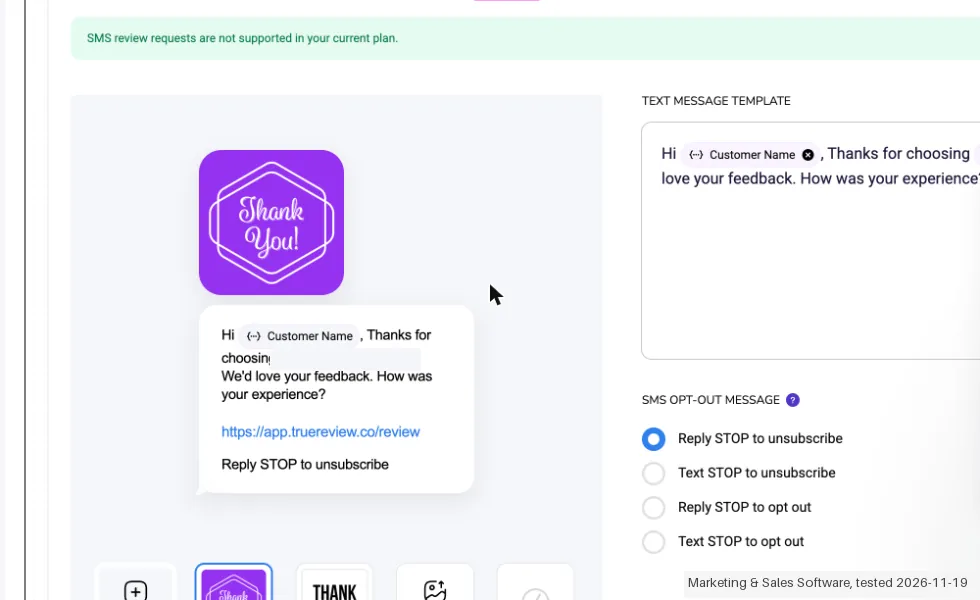 SMS review requests are not supported in your current plan.
TEXT MESSAGE TEMPLATE
Hi Customer Name , Thanks for choosing
love your feedback. How was your experience?
Thank
You!
Hi Customer Name , Thanks for
choosing
We'd love your feedback. How was
your experience?
https://app.truereview.co/review
Reply STOP to unsubscribe
SMS OPT-OUT MESSAGE ?
Reply STOP to unsubscribe
Text STOP to unsubscribe
Reply STOP to opt out
Text STOP to opt out
Thank
THANK
Marketing & Sales Software, tested 2026-11-19